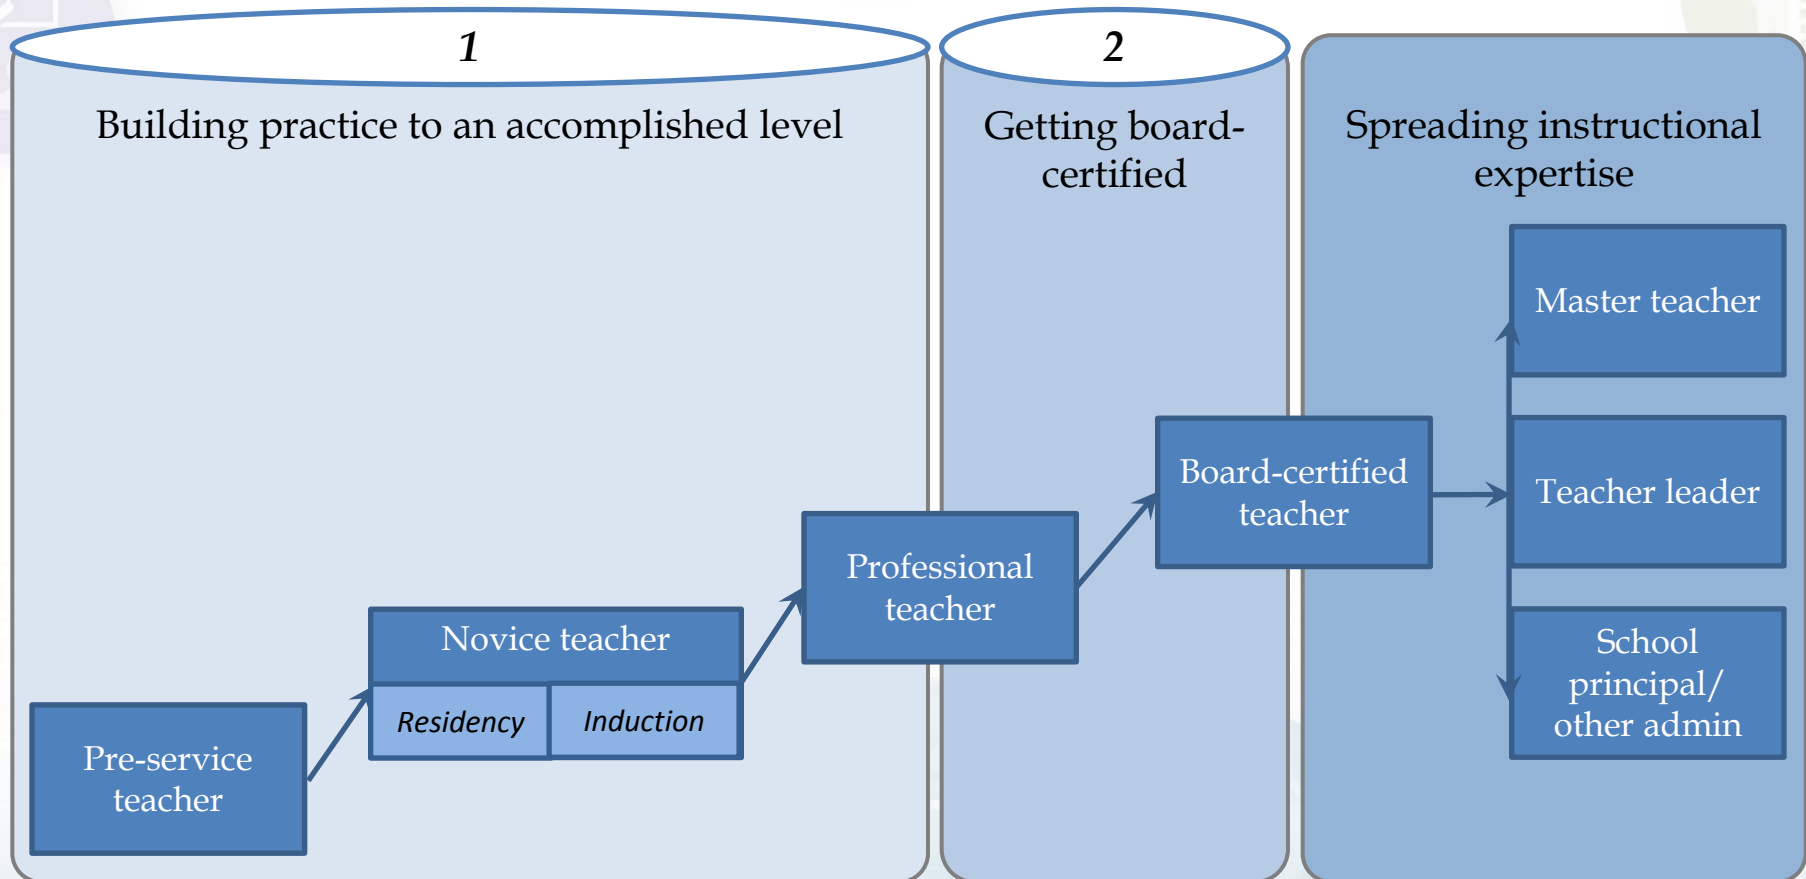 1
Building practice to an accomplished level
2
Getting board-
certified
Spreading instructional
expertise
Pre-service
teacher
Novice teacher
Residency
Induction
Professional
teacher
Board-certified
teacher
Master teacher
Teacher leader
School
principal/
other admin